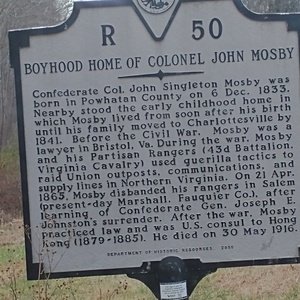 R 50
BOYHOOD HOME OF COLONEL JOHN MOSBY
Confederate Col. John Singleton Mosby was
born in Powhatan County on 6 Dec. 1833.
Nearby stood the early childhood home in
which Mosby lived from soon after his birth
until his family moved to Charlottesville by
1841. Before the Civil War, Mosby was a
lawyer in Bristol, Va. During the war, Mosby
and his Partisan Rangers (43d Battalion,
Virginia Cavalry) used guerilla tactics to
raid Union outposts, communications, and
supply lines in Northern Virginia. On 21 Apr.
1865, Mosby disbanded his rangers in Salem
(present-day Marshall, Fauquier Co.), after
learning of Confederate Gen. Joseph E.
Johnston's surrender. After the war, Mosby
practiced law and was U.S. consul to Hong
Kong (1879-1885). He died on 30 May 1916.
DEPARTMENT OF HISTORIC RESOURCES